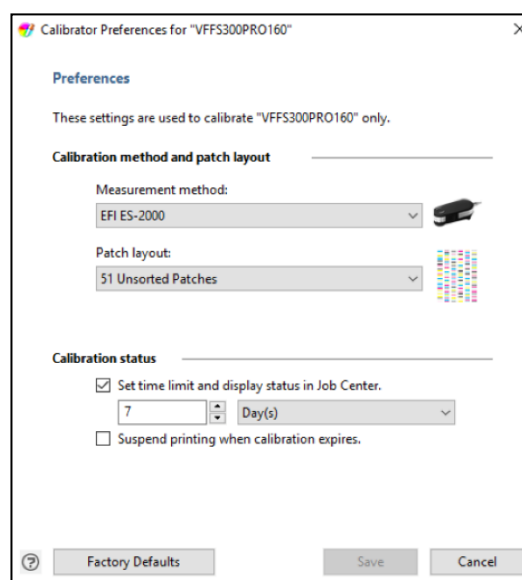 Calibrator Preferences for "VFFS300PRO160"
Preferences
These settings are used to calibrate "VFFS300PRO160" only.
Calibration method and patch layout
Measurement method:
EFI ES-2000
Patch layout:
51 Unsorted Patches
Calibration status
Set time limit and display status in Job Center.
7 Day(s)
Suspend printing when calibration expires.
? Factory Defaults Save Cancel